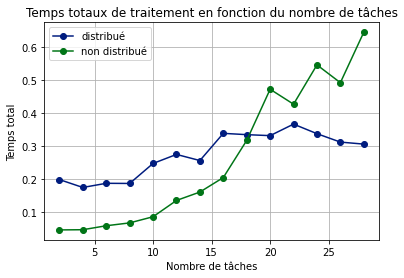 Temps totaux de traitement en fonction du nombre de tâches
distribué
non distribué
Temps total
0.6
0.5
0.4
0.3
0.2
0.1
5
10
15
20
25
Nombre de tâches